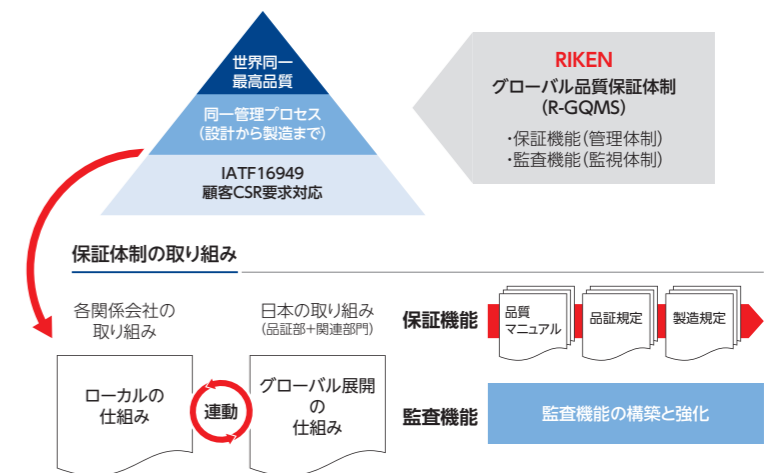 世界同一
最高品質
同一管理プロセス
(設計から製造まで)
IATF16949
顧客CSR要求対応
RIKEN
グローバル品質保証体制
(R-GQMS)
・保証機能(管理体制)
・監査機能(監視体制)
保証体制の取り組み
各関係会社の
取り組み
日本の取り組み
(品証部+関連部門)
ローカルの
仕組み
連動
グローバル展開
の
仕組み
保証機能
品質
マニュアル
品証規定
製造規定
監査機能
監査機能の構築と強化